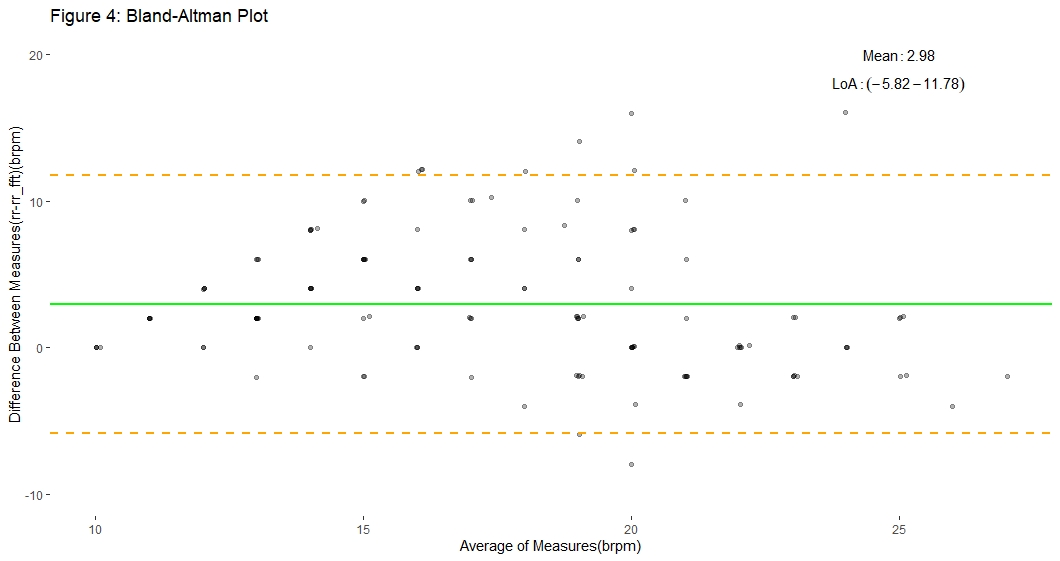 Figure 4: Bland-Altman Plot
Mean : 2.98
LoA : (−5.82 − 11.78)
Difference Between Measures(rr-rr_fft)(brpm)
20
10
0
-10
10 15 20 25
Average of Measures(brpm)